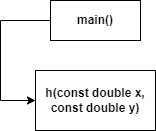 main()
h(const double x,
const double y)